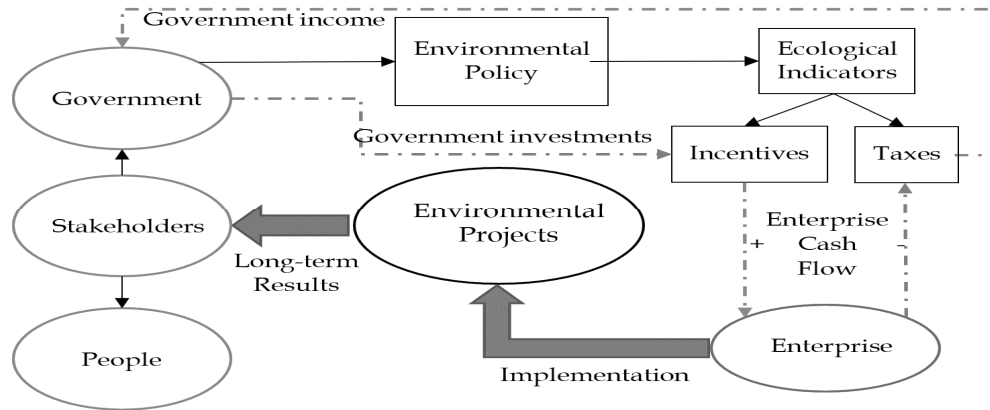 Government income
Environmental
Policy
Ecological
Indicators
Government
Government investments
Incentives
Taxes
Stakeholders
Environmental
Projects
Long-term
Results
+
Enterprise
Cash
Flow
-
People
Implementation
Enterprise